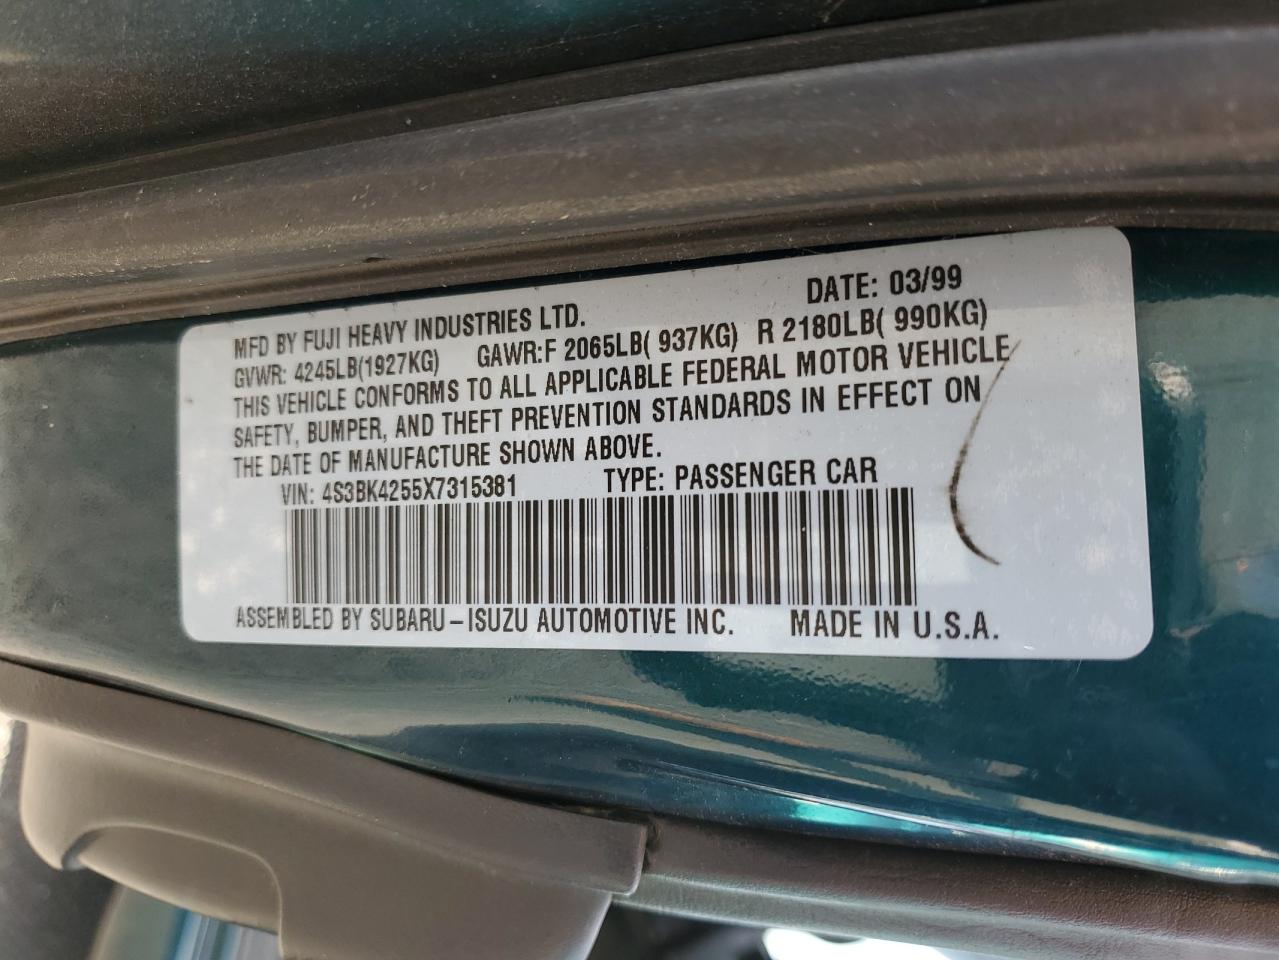 DATE: 03/99
MFD BY FUJI HEAVY INDUSTRIES LTD.
GVWR: 4245LB(1927KG) GAWR:F 2065LB( 937KG) R 2180LB( 990KG)
THIS VEHICLE CONFORMS TO ALL APPLICABLE FEDERAL MOTOR VEHICLE
SAFETY, BUMPER, AND THEFT PREVENTION STANDARDS IN EFFECT ON
THE DATE OF MANUFACTURE SHOWN ABOVE.
VIN: 4S3BK4255X7315381 TYPE: PASSENGER CAR
ASSEMBLED BY SUBARU-ISUZU AUTOMOTIVE INC. MADE IN U.S.A.